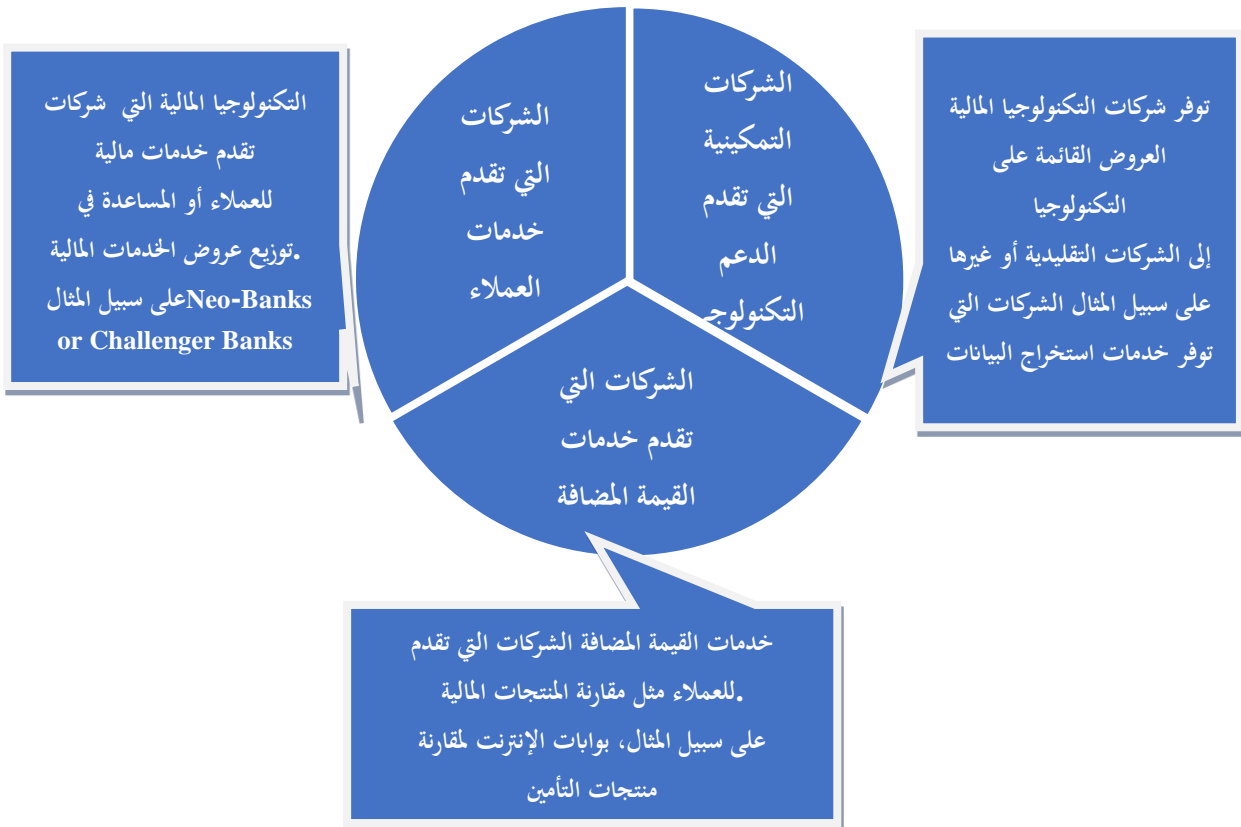 الشركات
التمكينية
التي تقدم
الدعم
التكنولوجي
توفر شركات التكنولوجيا المالية
العروض القائمة على
التكنولوجيا
إلى الشركات التقليدية أو غيرها
على سبيل المثال الشركات التي
توفر خدمات استخراج البيانات
الشركات
التي تقدم
خدمات
العملاء
التكنولوجيا المالية التي شركات
تقدم خدمات مالية
للعملاء أو المساعدة في
.توزيع عروض الخدمات المالية
Neo-Banksعلى سبيل المثال
or Challenger Banks
الشركات التي
تقدم خدمات
القيمة المضافة
خدمات القيمة المضافة الشركات التي تقدم
.للعملاء مثل مقارنة المنتجات المالية
على سبيل المثال، بوابات الإنترنت لمقارنة
منتجات التأمين